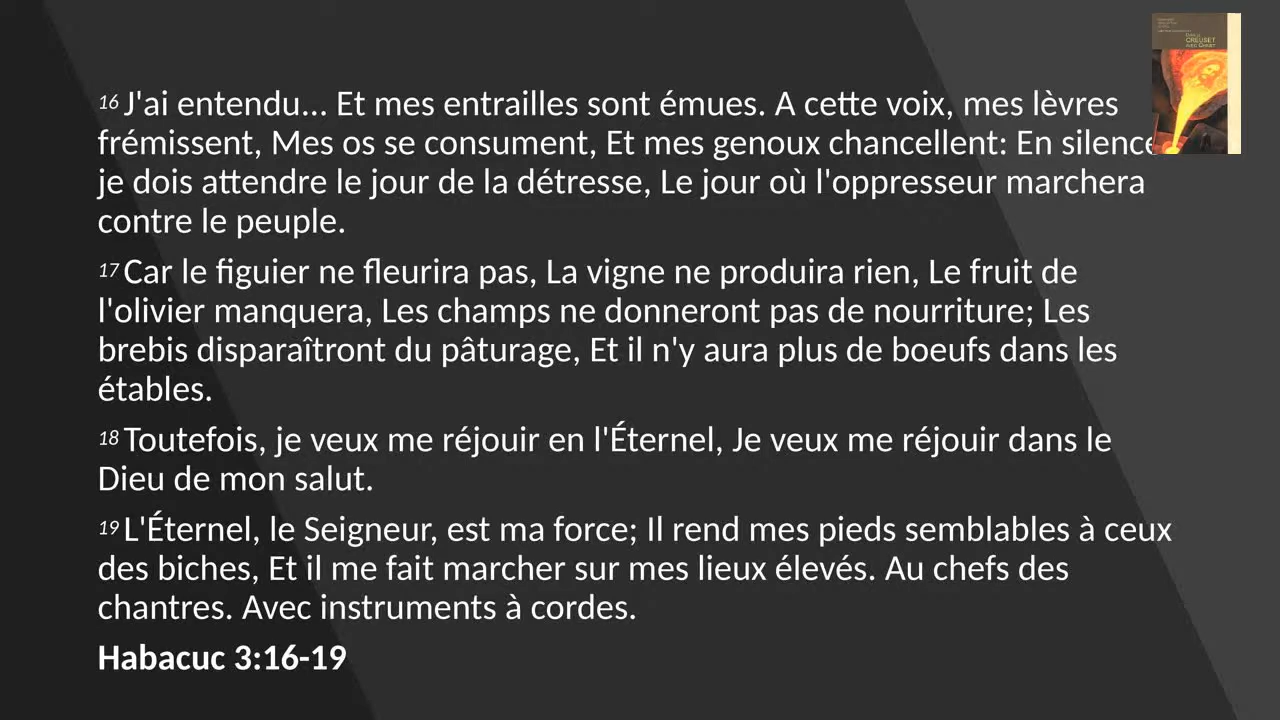 16 J'ai entendu... Et mes entrailles sont émues. A cette voix, mes lèvres
frémissent, Mes os se consument, Et mes genoux chancellent: En silence
je dois attendre le jour de la détresse, Le jour où l'oppresseur marchera
contre le peuple.
17 Car le figuier ne fleurira pas, La vigne ne produira rien, Le fruit de
l'olivier manquera, Les champs ne donneront pas de nourriture; Les
brebis disparaîtront du pâturage, Et il n'y aura plus de boeufs dans les
étables.
18 Toutefois, je veux me réjouir en l'Éternel, Je veux me réjouir dans le
Dieu de mon salut.
19 L'Éternel, le Seigneur, est ma force; Il rend mes pieds semblables à ceux
des biches, Et il me fait marcher sur mes lieux élevés. Au chefs des
chantres. Avec instruments à cordes.
Habacuc 3:16-19
CREUSET
AVEC CHRIST